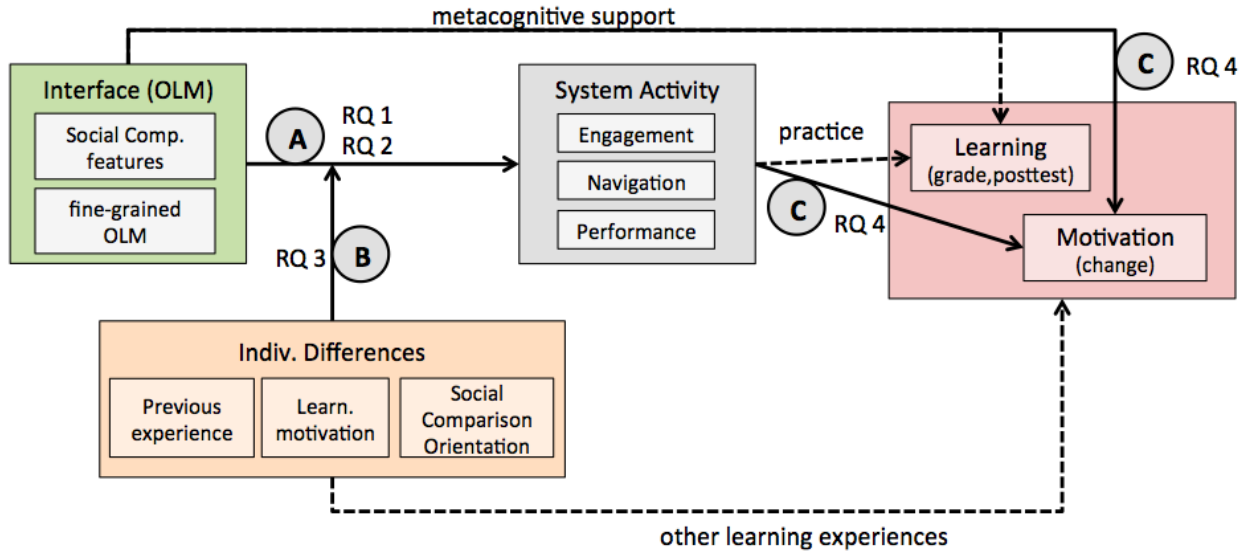 metacognitive support
Interface (OLM)
Social Comp.
features
fine-grained
OLM
A
RQ 1
RQ 2
RQ 3
B
System Activity
Engagement
Navigation
Performance
practice
C
RQ 4
C
RQ 4
Learning
(grade,posttest)
Motivation
(change)
Indiv. Differences
Previous
experience
Learn.
motivation
Social
Comparison
Orientation
other learning experiences